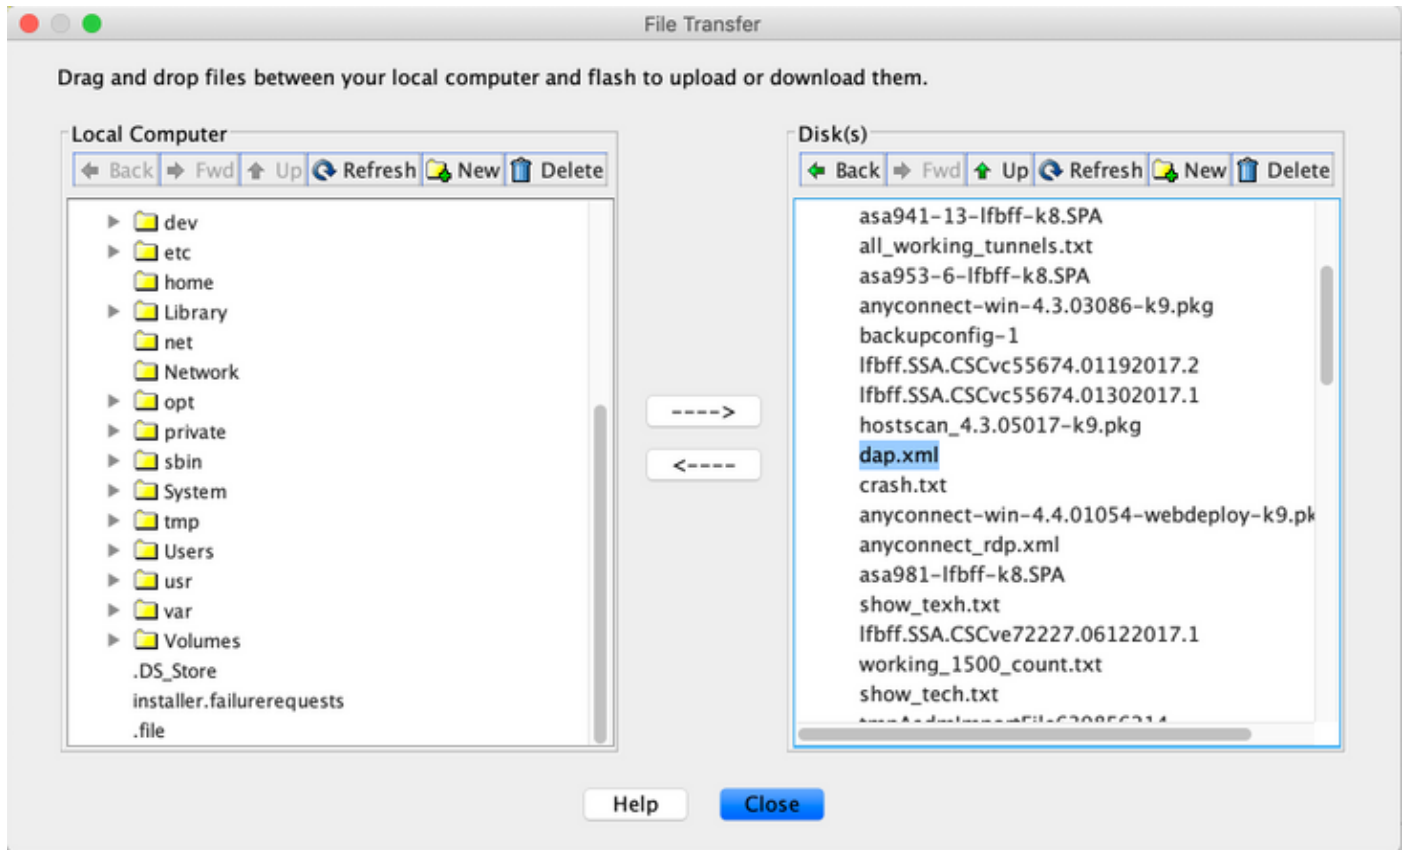 File Transfer
Drag and drop files between your local computer and flash to upload or download them.
Local Computer
Back Fwd Up Refresh New Delete
dev
etc
home
Library
net
Network
opt
private
sbin
System
tmp
Users
usr
var
Volumes
.DS_Store
installer.failurerequests
.file
---->
<----
Disk(s)
Back Fwd Up Refresh New Delete
asa941-13-lfbff-k8.SPA
all_working_tunnels.txt
asa953-6-lfbff-k8.SPA
anyconnect-win-4.3.03086-k9.pkg
backupconfig-1
lfbff.SSA.CSCvc55674.01192017.2
lfbff.SSA.CSCvc55674.01302017.1
hostscan_4.3.05017-k9.pkg
dap.xml
crash.txt
anyconnect-win-4.4.01054-webdeploy-k9.pk
anyconnect_rdp.xml
asa981-lfbff-k8.SPA
show_texh.txt
lfbff.SSA.CSCve72227.06122017.1
working_1500_count.txt
show_tech.txt
Help Close